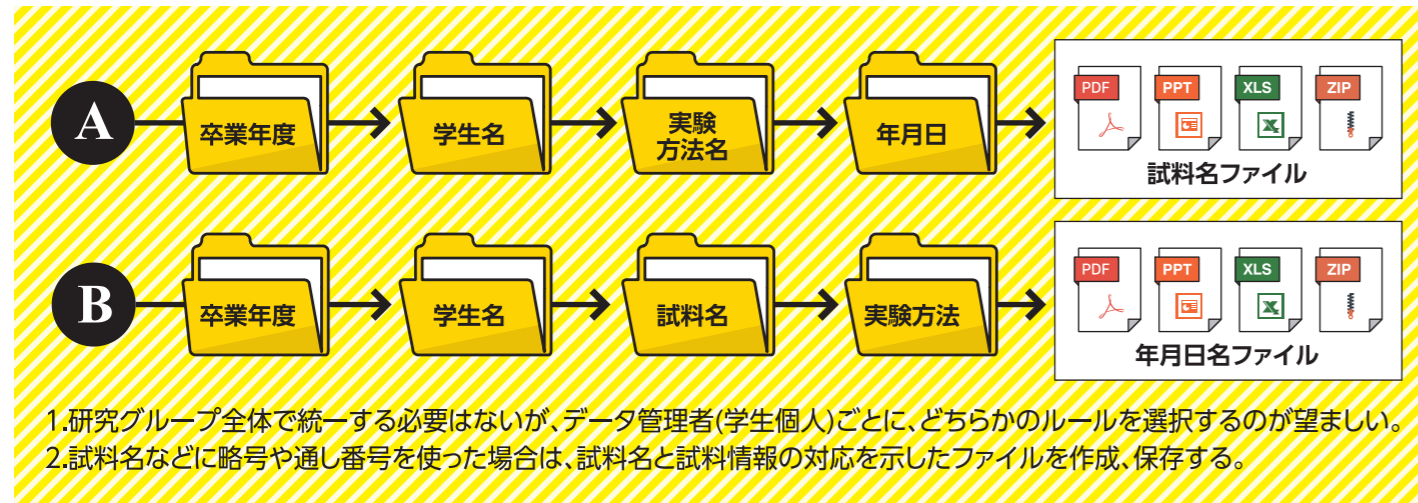 A
卒業年度
学生名
実験
方法名
年月日
PDF
PPT
XLS
ZIP
試料名ファイル
B
卒業年度
学生名
試料名
実験方法
PDF
PPT
XLS
ZIP
年月日名ファイル
1.研究グループ全体で統一する必要はないが、データ管理者(学生個人)ごとに、どちらかのルールを選択するのが望ましい。
2.試料名などに略号や通し番号を使った場合は、試料名と試料情報の対応を示したファイルを作成、保存する。